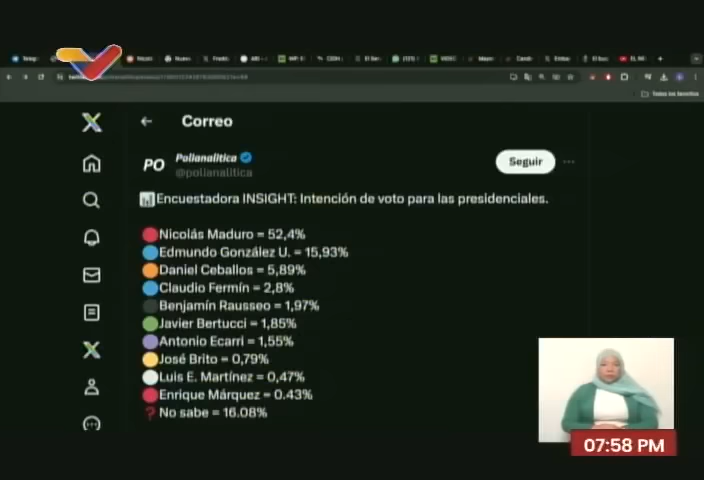 Todos los favoritos
Correo
PO
Polianalítica
@polianalitica
Seguir
Encuestadora INSIGHT: Intención de voto para las presidenciales.
Nicolás Maduro = 52,4%
Edmundo González U. = 15,93%
Daniel Ceballos = 5,89%
Claudio Fermín = 2,8%
Benjamín Rausseo = 1,97%
Javier Bertucci = 1,85%
Antonio Ecarri = 1,55%
José Brito = 0,79%
Luis E. Martínez = 0,47%
Enrique Márquez = 0.43%
No sabe = 16.08%
07:58 PM